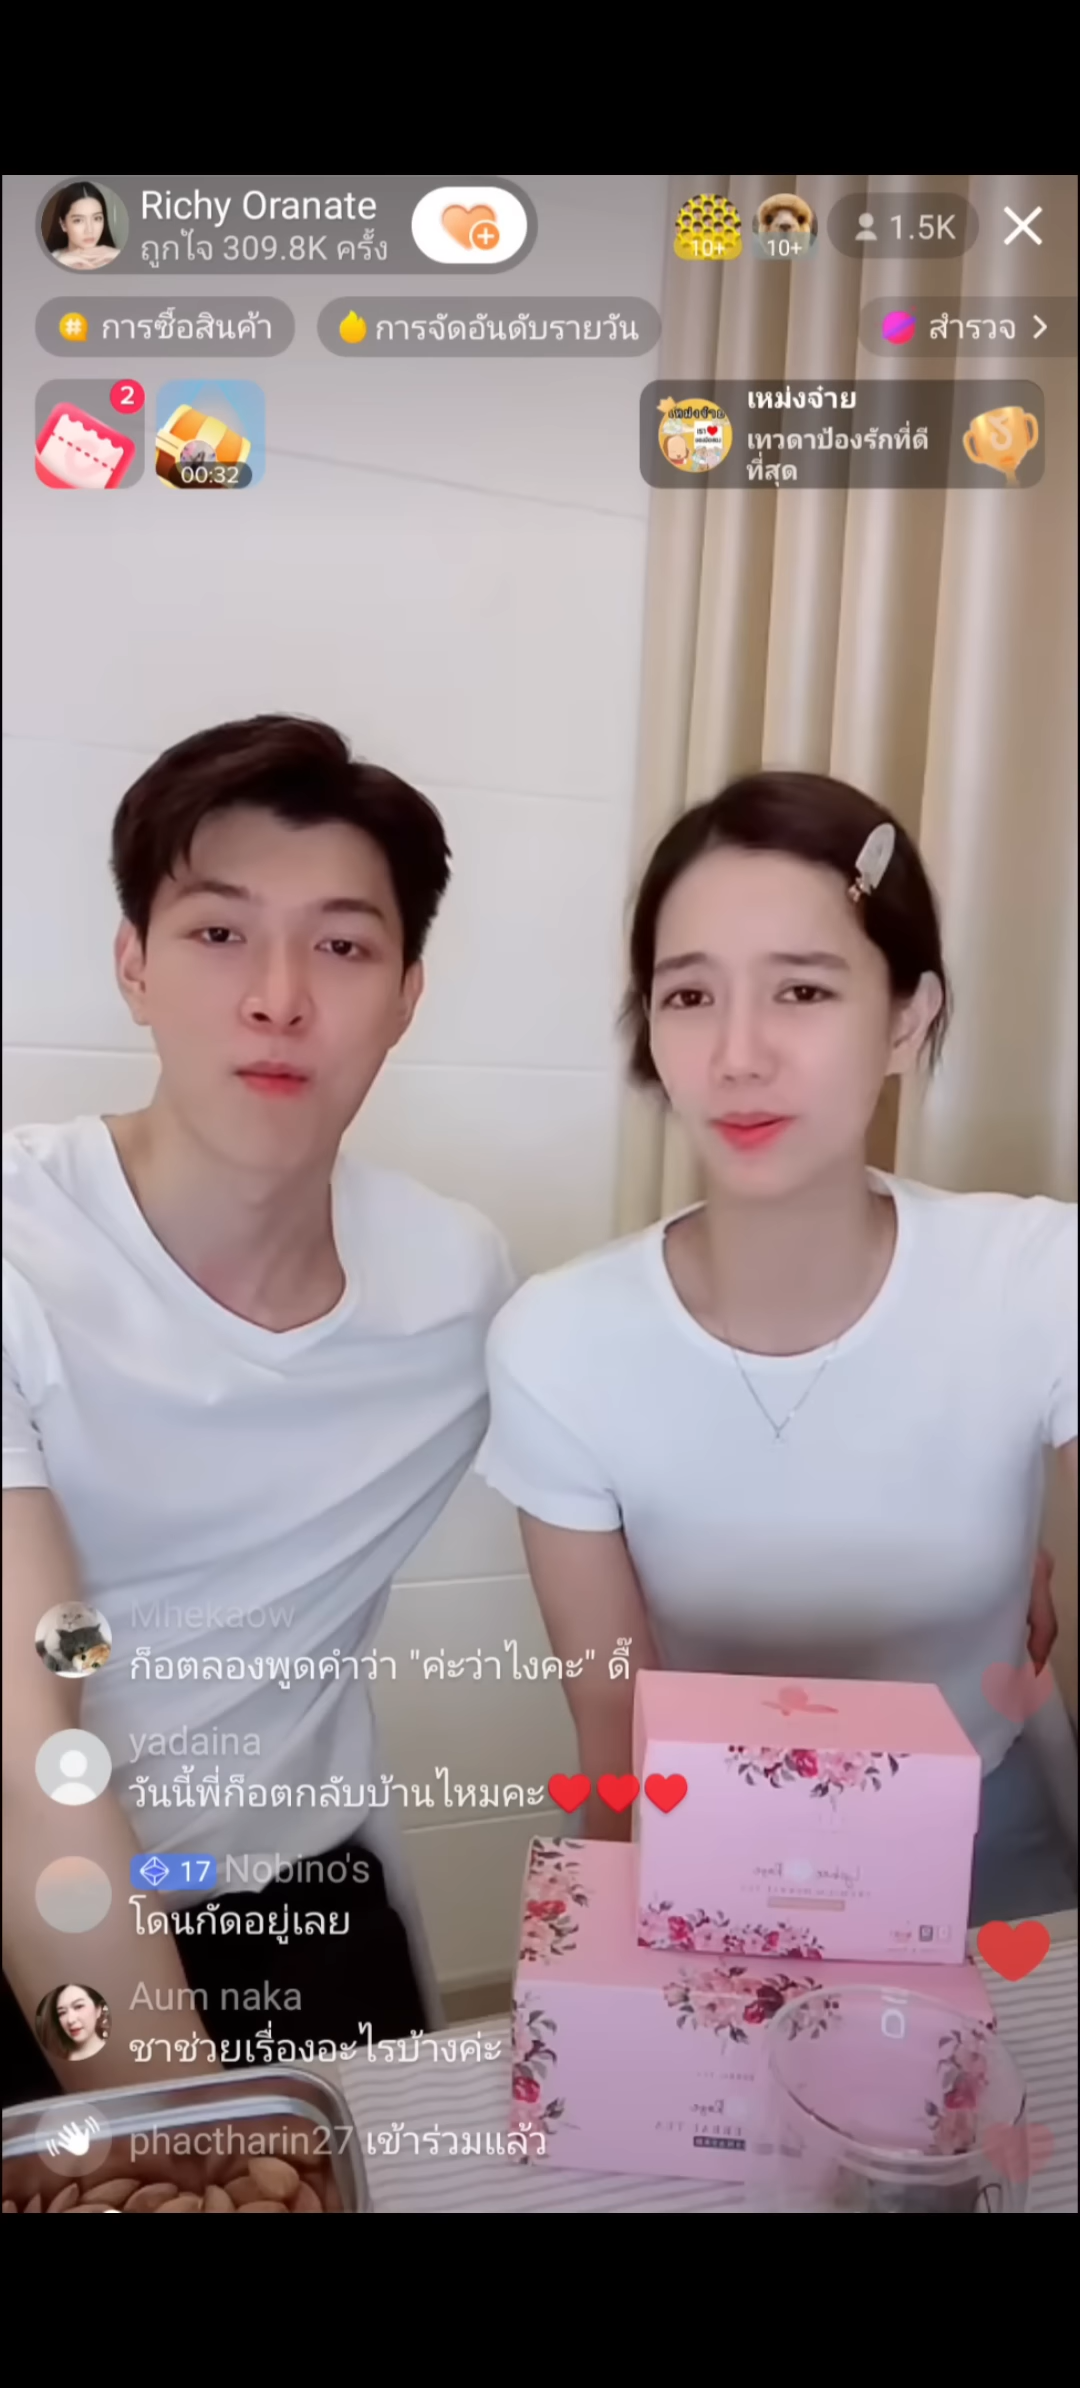 Richy Oranate
ถูกใจ 309.8K ครั้ง
10+
10+
1.5K
การซื้อสินค้า
การจัดอันดับรายวัน
สำรวจ
2
00:32
เหม่งจ๋าย
เหม่งจ๋าย
เทวดาป้องรักที่ดี
ที่สุด
Mhekaow
ก็อตลองพูดคำว่า "ค่ะว่าไงคะ" ดิ๊
yadaina
วันนี้พี่ก็อตกลับบ้านไหมคะ❤️❤️❤️
17 Nobino's
โดนกัดอยู่เลย
Aum naka
ชาช่วยเรื่องอะไรบ้างค่ะ
phactharin27 เข้าร่วมแล้ว